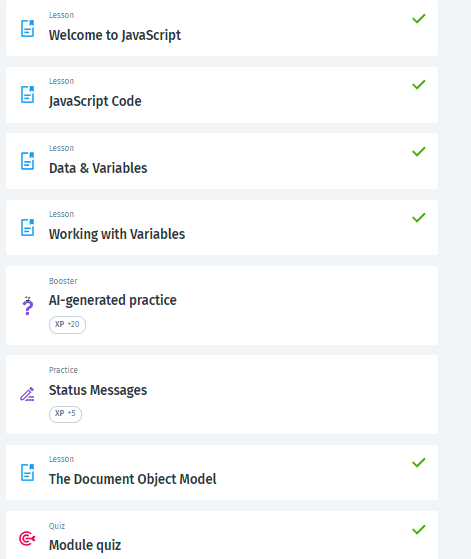 Lesson
Welcome to JavaScript
Lesson
JavaScript Code
Lesson
Data & Variables
Lesson
Working with Variables
Booster
AI-generated practice
XP +20
Practice
Status Messages
XP +5
Lesson
The Document Object Model
Quiz
Module quiz